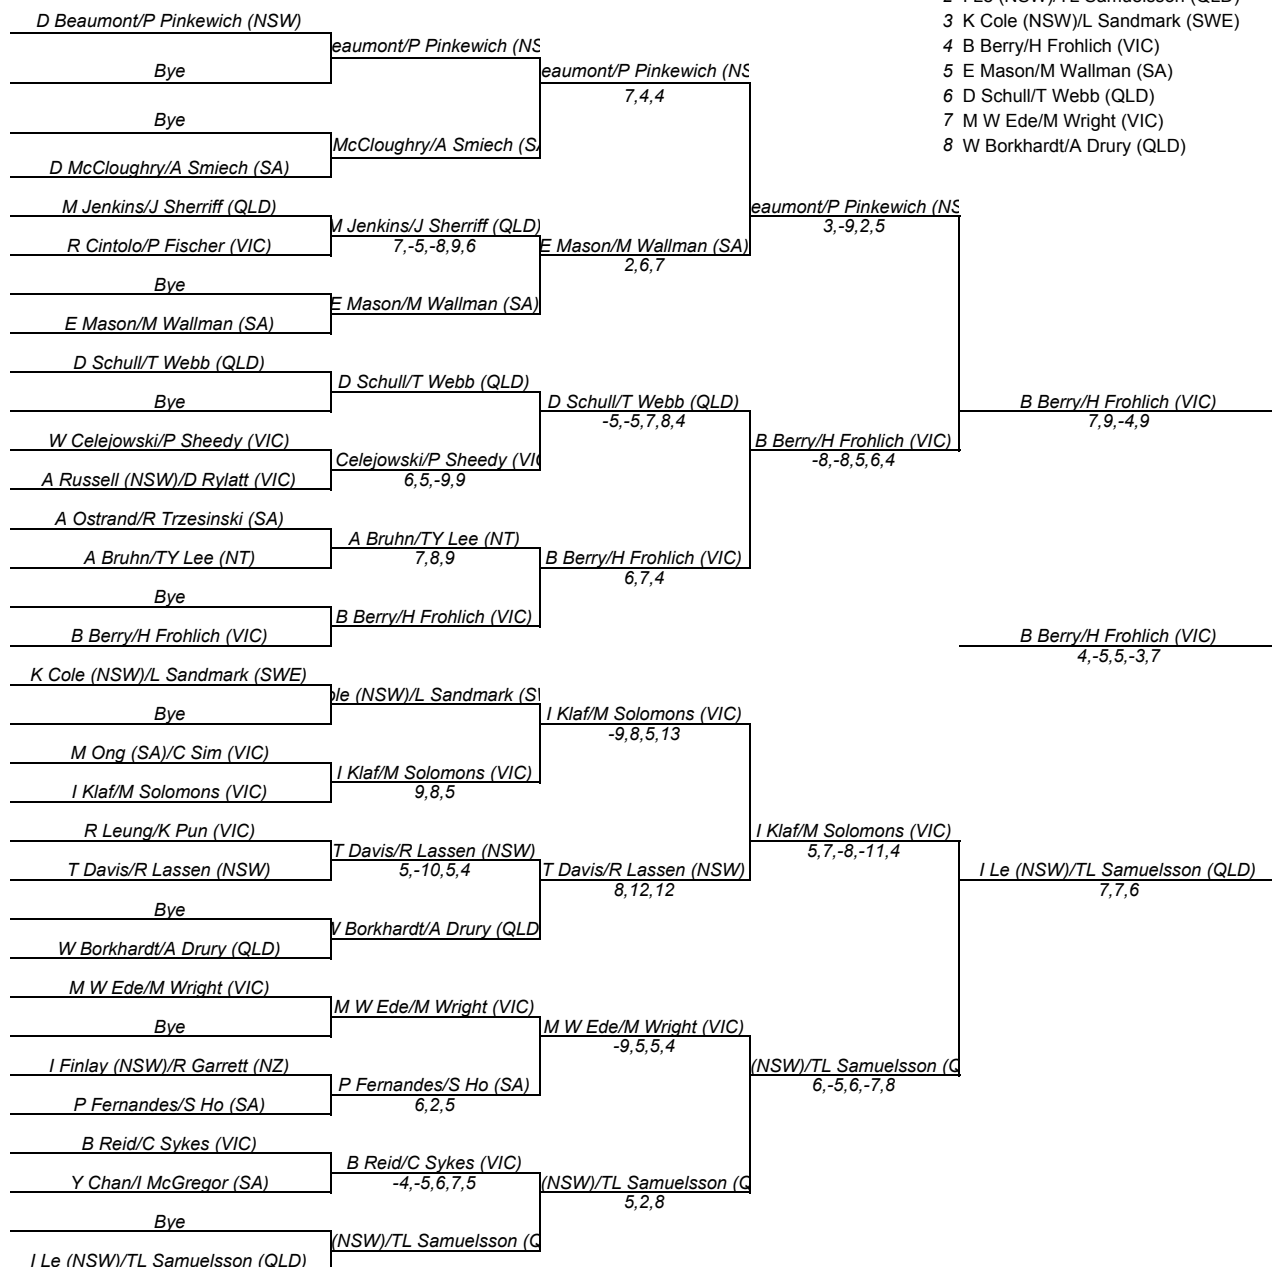 2 I Le (NSW)/TL Samuelsson (QLD)
3 K Cole (NSW)/L Sandmark (SWE)
4 B Berry/H Frohlich (VIC)
5 E Mason/M Wallman (SA)
6 D Schull/T Webb (QLD)
7 M W Ede/M Wright (VIC)
8 W Borkhardt/A Drury (QLD)
D Beaumont/P Pinkewich (NSW)
Bye
Bye
D McCloughry/A Smiech (SA)
M Jenkins/J Sherriff (QLD)
R Cintolo/P Fischer (VIC)
Bye
E Mason/M Wallman (SA)
D Schull/T Webb (QLD)
Bye
W Celejowski/P Sheedy (VIC)
A Russell (NSW)/D Rylatt (VIC)
A Ostrand/R Trzesinski (SA)
A Bruhn/TY Lee (NT)
Bye
B Berry/H Frohlich (VIC)
K Cole (NSW)/L Sandmark (SWE)
Bye
M Ong (SA)/C Sim (VIC)
I Klaf/M Solomons (VIC)
R Leung/K Pun (VIC)
T Davis/R Lassen (NSW)
Bye
W Borkhardt/A Drury (QLD)
M W Ede/M Wright (VIC)
Bye
I Finlay (NSW)/R Garrett (NZ)
P Fernandes/S Ho (SA)
B Reid/C Sykes (VIC)
Y Chan/I McGregor (SA)
Bye
I Le (NSW)/TL Samuelsson (QLD)
eaumont/P Pinkewich (NS
McCloughry/A Smiech (SA
M Jenkins/J Sherriff (QLD)
7,-5,-8,9,6
E Mason/M Wallman (SA)
D Schull/T Webb (QLD)
Celejowski/P Sheedy (VIC
6,5,-9,9
A Bruhn/TY Lee (NT)
7,8,9
B Berry/H Frohlich (VIC)
ole (NSW)/L Sandmark (SW
I Klaf/M Solomons (VIC)
9,8,5
T Davis/R Lassen (NSW)
5,-10,5,4
W Borkhardt/A Drury (QLD
M W Ede/M Wright (VIC)
P Fernandes/S Ho (SA)
6,2,5
B Reid/C Sykes (VIC)
-4,-5,6,7,5
(NSW)/TL Samuelsson (Q
eaumont/P Pinkewich (NS
7,4,4
E Mason/M Wallman (SA)
2,6,7
D Schull/T Webb (QLD)
-5,-5,7,8,4
B Berry/H Frohlich (VIC)
6,7,4
I Klaf/M Solomons (VIC)
-9,8,5,13
T Davis/R Lassen (NSW)
8,12,12
M W Ede/M Wright (VIC)
-9,5,5,4
(NSW)/TL Samuelsson (Q
5,2,8
eaumont/P Pinkewich (NS
3,-9,2,5
B Berry/H Frohlich (VIC)
-8,-8,5,6,4
I Klaf/M Solomons (VIC)
5,7,-8,-11,4
(NSW)/TL Samuelsson (Q
6,-5,6,-7,8
B Berry/H Frohlich (VIC)
7,9,-4,9
B Berry/H Frohlich (VIC)
4,-5,5,-3,7
I Le (NSW)/TL Samuelsson (QLD)
7,7,6